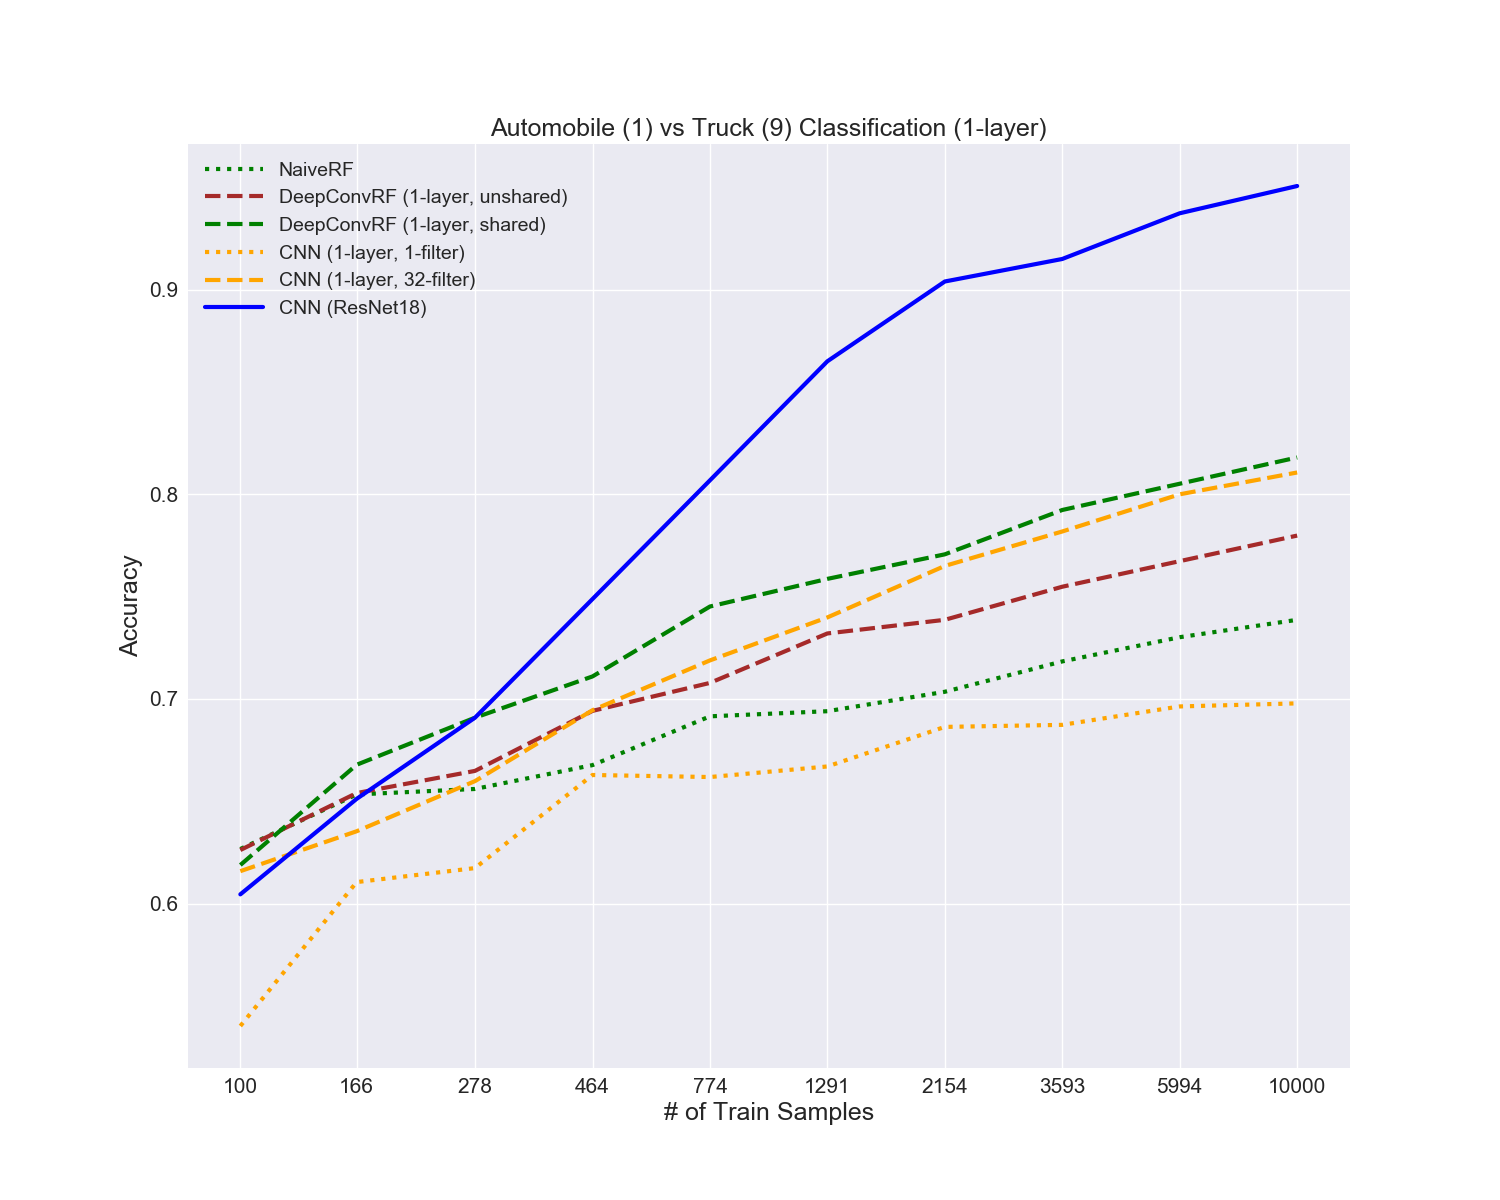 Automobile (1) vs Truck (9) Classification (1-layer)
NaiveRF
DeepConvRF (1-layer, unshared)
DeepConvRF (1-layer, shared)
CNN (1-layer, 1-filter)
CNN (1-layer, 32-filter)
CNN (ResNet18)
0.9
0.8
0.7
0.6
Accuracy
100 166 278 464 774 1291 2154 3593 5994 10000
# of Train Samples